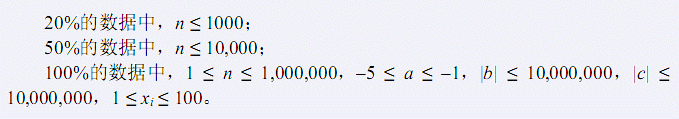 20%的数据中，n ≤ 1000；
50%的数据中，n ≤ 10,000；
100%的数据中，1 ≤ n ≤ 1,000,000，−5 ≤ a ≤ −1，|b| ≤ 10,000,000，|c| ≤
10,000,000，1 ≤ xi ≤ 100。